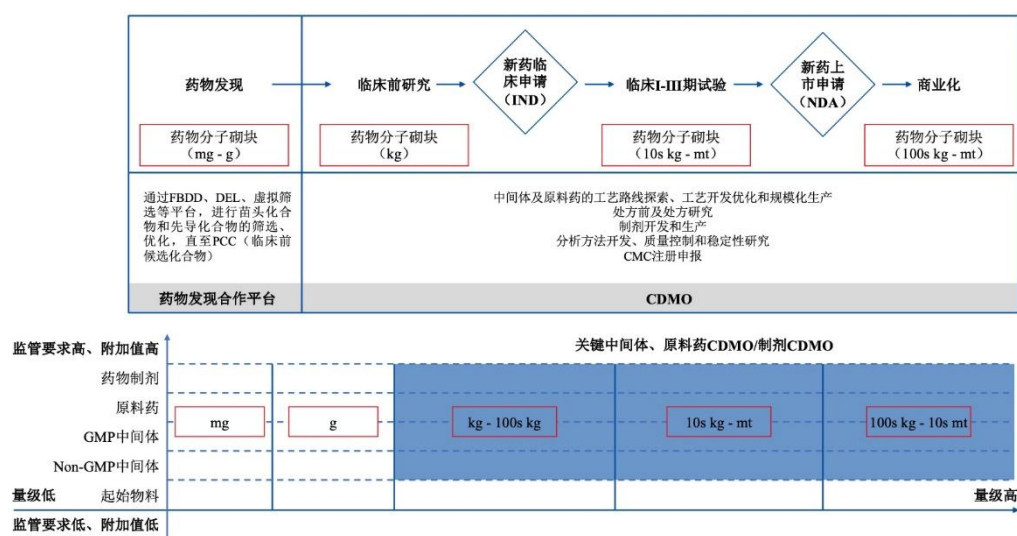 药物发现
临床前研究
新药临
床申请
（IND）
临床I-III期试验
新药上
市申请
（NDA）
商业化
药物分子砌块
（mg - g）
药物分子砌块
（kg）
药物分子砌块
（10s kg - mt）
药物分子砌块
（100s kg - mt）
通过FBDD、DEL、虚拟筛
选等平台，进行苗头化合
物和先导化合物的筛选、
优化，直至PCC（临床前
候选化合物）
中间体及原料药的工艺路线探索、工艺开发优化和规模化生产
处方前及处方研究
制剂开发和生产
分析方法开发、质量控制和稳定性研究
CMC注册申报
药物发现合作平台
CDMO
监管要求高、附加值高
关键中间体、原料药CDMO/制剂CDMO
药物制剂
原料药
GMP中间体
Non-GMP中间体
mg
g
kg - 100s kg
10s kg - mt
100s kg - 10s mt
量级低
起始物料
量级高
监管要求低、附加值低